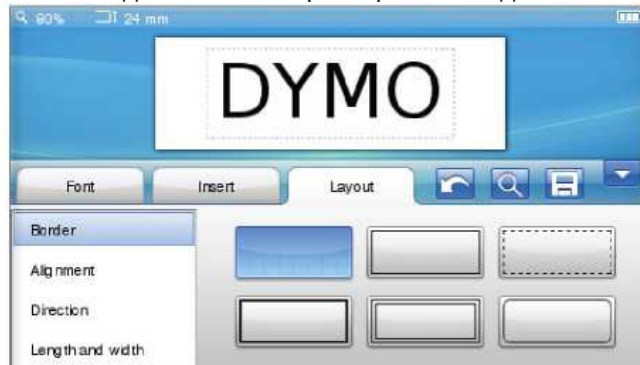 80% 24 mm
DYMO
Font Insert Layout
Border
Alignment
Direction
Length and width